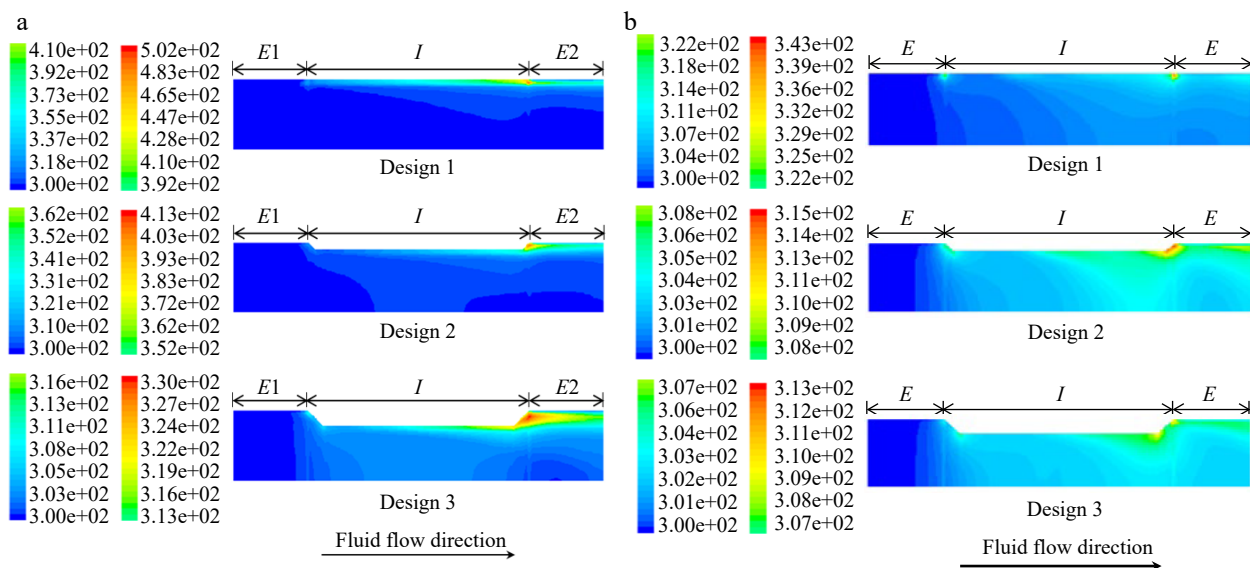 a
4.10e+02
3.92e+02
3.73e+02
3.55e+02
3.37e+02
3.18e+02
3.00e+02
5.02e+02
4.83e+02
4.65e+02
4.47e+02
4.28e+02
4.10e+02
3.92e+02
E1 I E2
Design 1
3.62e+02
3.52e+02
3.41e+02
3.31e+02
3.21e+02
3.10e+02
3.00e+02
4.13e+02
4.03e+02
3.93e+02
3.83e+02
3.72e+02
3.62e+02
3.52e+02
E1 I E2
Design 2
3.16e+02
3.13e+02
3.11e+02
3.08e+02
3.05e+02
3.03e+02
3.00e+02
3.30e+02
3.27e+02
3.24e+02
3.22e+02
3.19e+02
3.16e+02
3.13e+02
E1 I E2
Design 3
Fluid flow direction
b
3.22e+02
3.18e+02
3.14e+02
3.11e+02
3.07e+02
3.04e+02
3.00e+02
3.43e+02
3.39e+02
3.36e+02
3.32e+02
3.29e+02
3.25e+02
3.22e+02
E I E
Design 1
3.08e+02
3.06e+02
3.05e+02
3.04e+02
3.03e+02
3.01e+02
3.00e+02
3.15e+02
3.14e+02
3.13e+02
3.11e+02
3.10e+02
3.09e+02
3.08e+02
E I E
Design 2
3.07e+02
3.06e+02
3.04e+02
3.03e+02
3.02e+02
3.01e+02
3.00e+02
3.13e+02
3.12e+02
3.11e+02
3.10e+02
3.09e+02
3.08e+02
3.07e+02
E I E
Design 3
Fluid flow direction